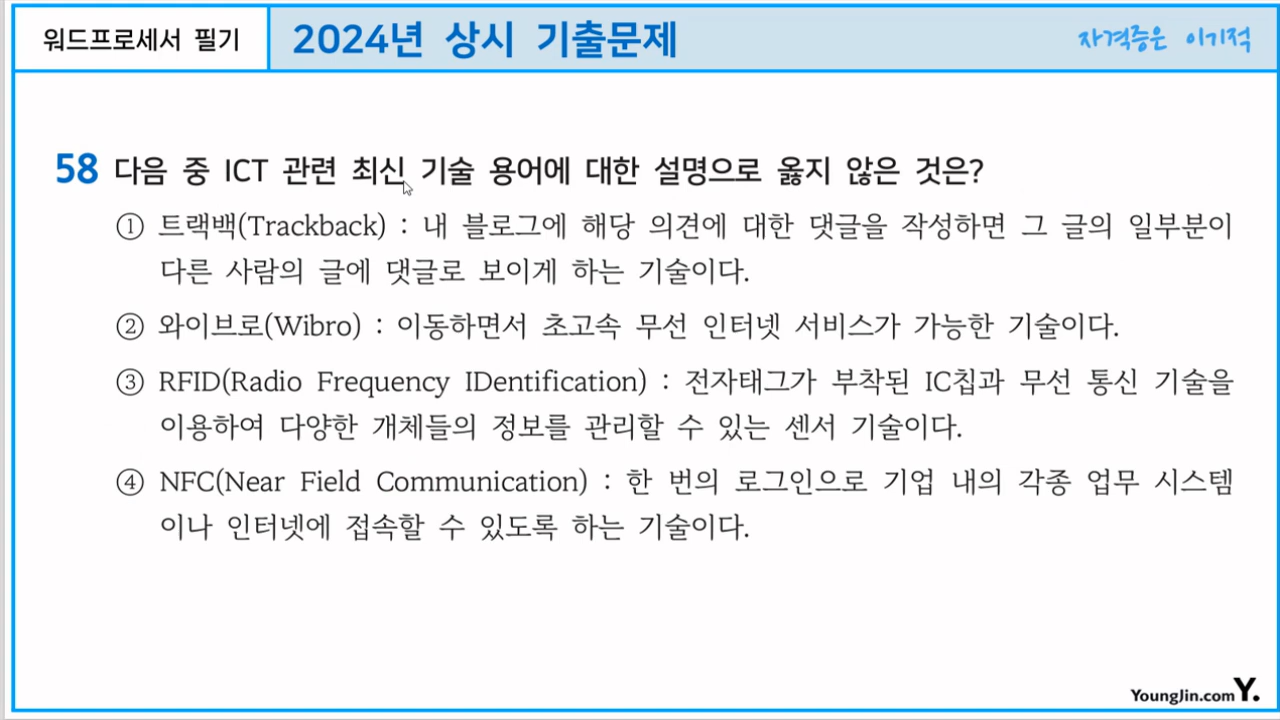 워드프로세서 필기
2024년 상시 기출문제
자격증은 이기적
58 다음 중 ICT 관련 최신 기술 용어에 대한 설명으로 옳지 않은 것은?
① 트랙백(Trackback) : 내 블로그에 해당 의견에 대한 댓글을 작성하면 그 글의 일부분이
다른 사람의 글에 댓글로 보이게 하는 기술이다.
② 와이브로(Wibro) : 이동하면서 초고속 무선 인터넷 서비스가 가능한 기술이다.
③ RFID(Radio Frequency IDentification) : 전자태그가 부착된 IC칩과 무선 통신 기술을
이용하여 다양한 개체들의 정보를 관리할 수 있는 센서 기술이다.
④ NFC(Near Field Communication) : 한 번의 로그인으로 기업 내의 각종 업무 시스템
이나 인터넷에 접속할 수 있도록 하는 기술이다.
YoungJin.com Y.